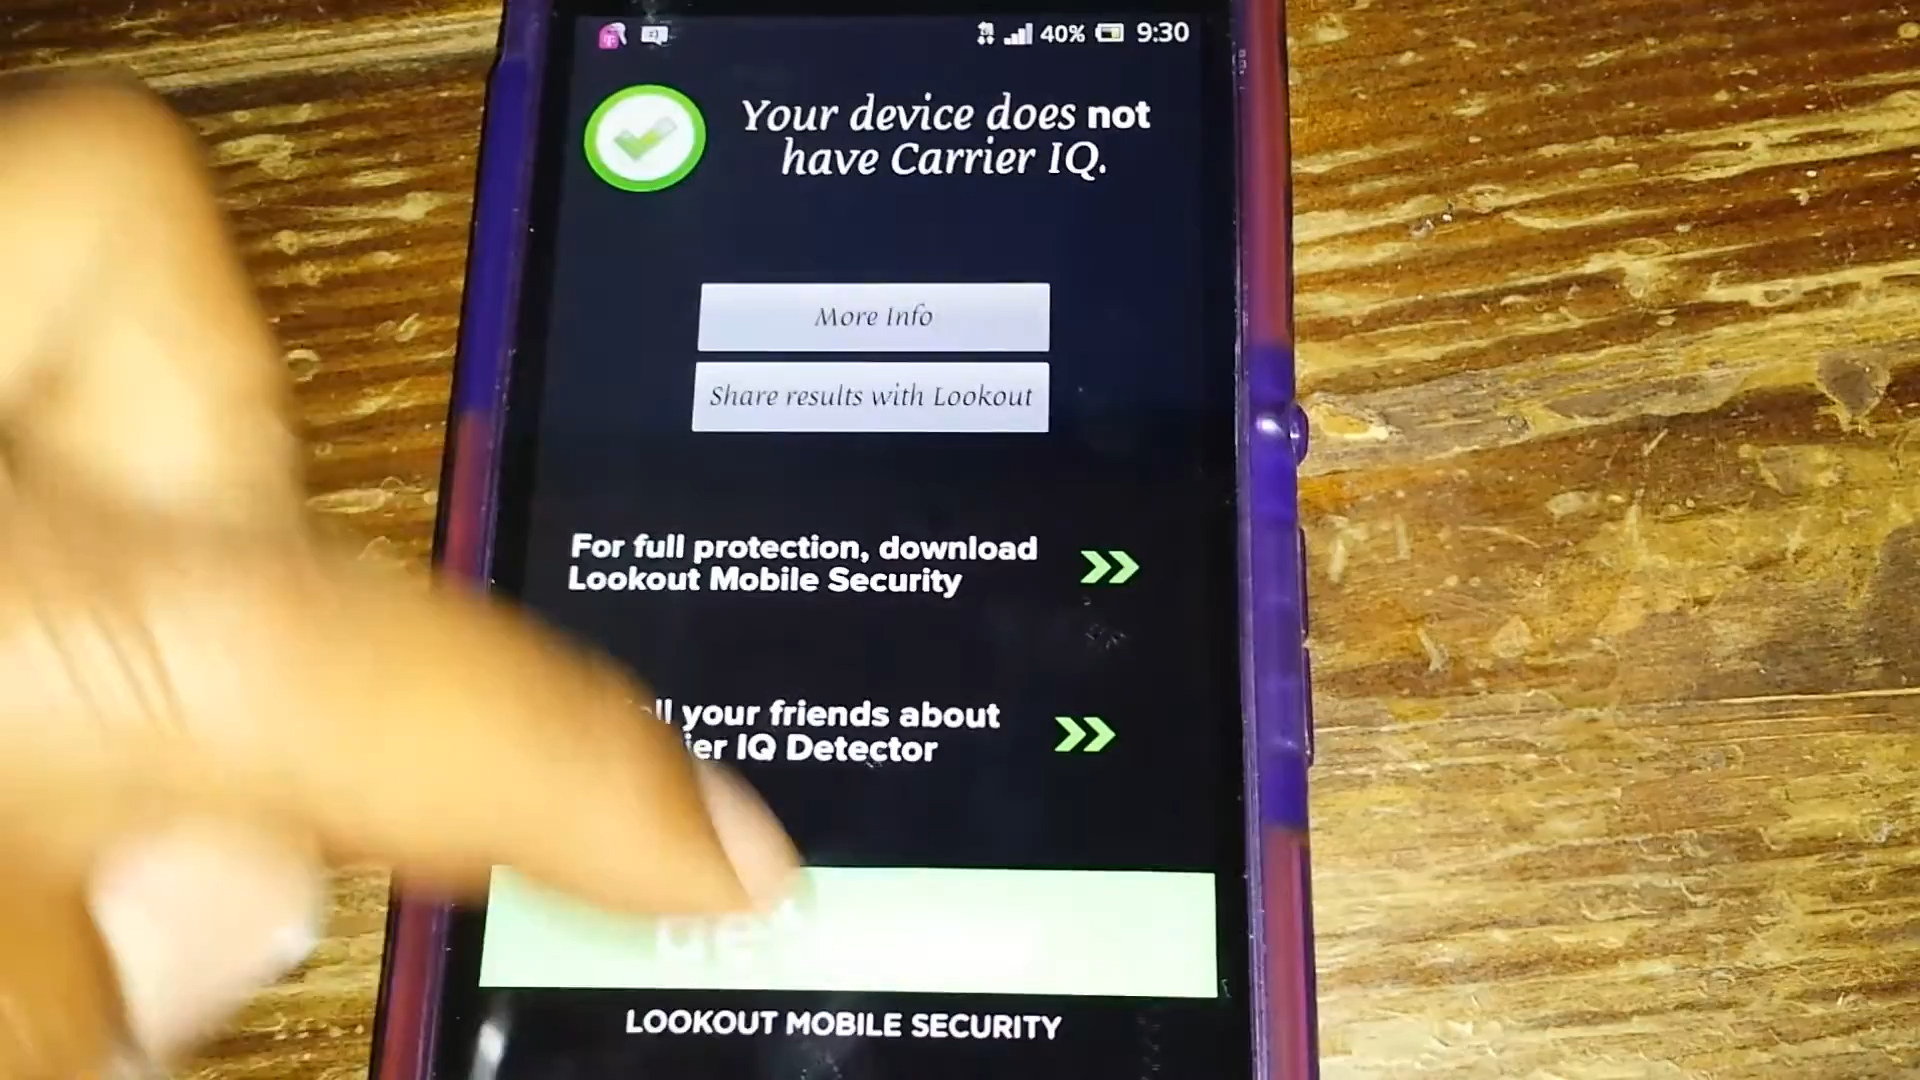 40% 9:30
Your device does not
have Carrier IQ.
More Info
Share results with Lookout
For full protection, download
Lookout Mobile Security
your friends about
IQ Detector
LOOKOUT MOBILE SECURITY